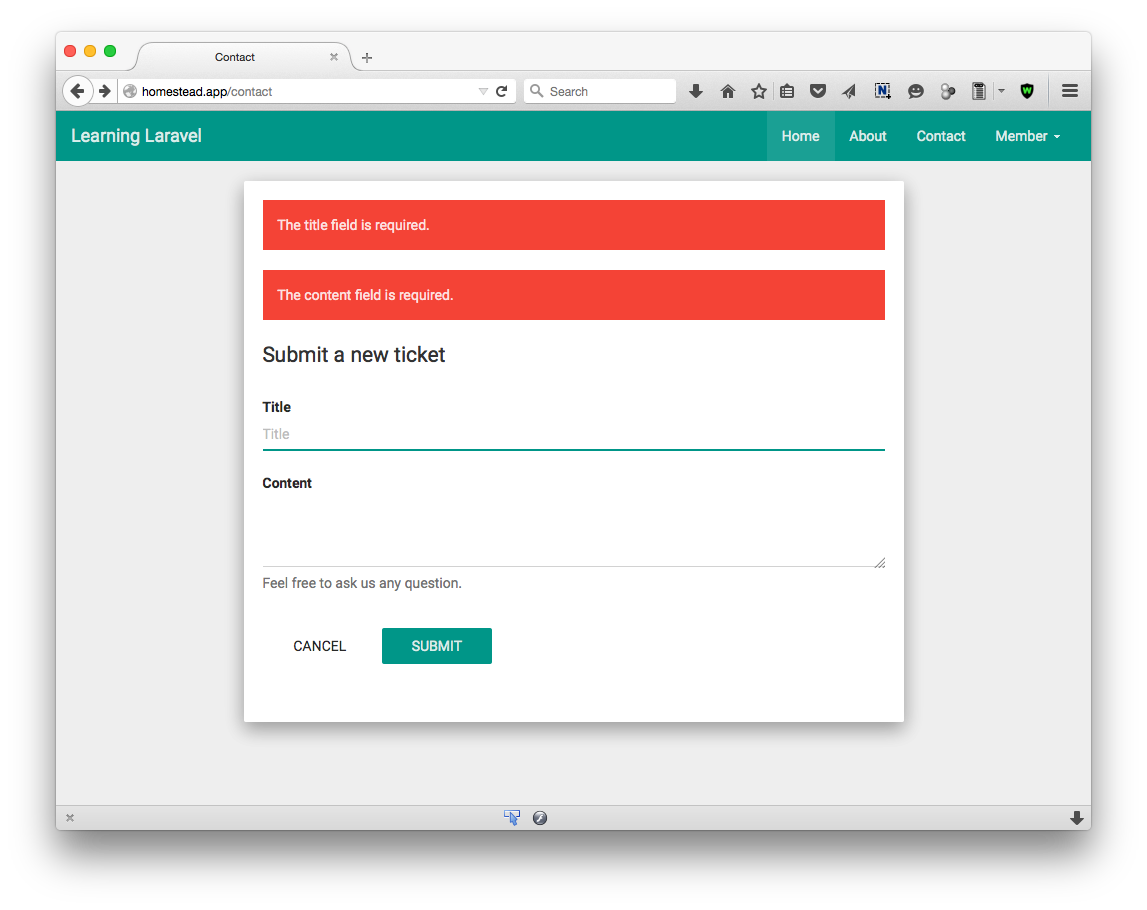 Contact
homestead.app/contact
Search
Learning Laravel
Home
About
Contact
Member
The title field is required.
The content field is required.
Submit a new ticket
Title
Title
Content
Feel free to ask us any question.
CANCEL
SUBMIT